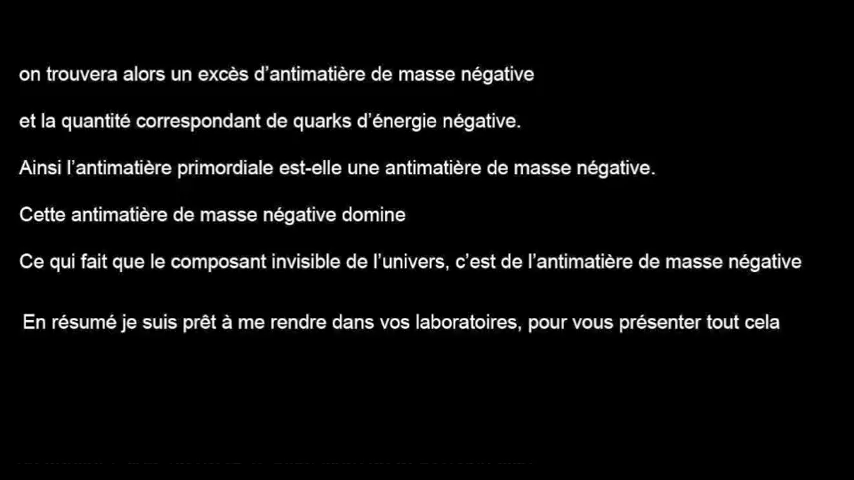 on trouvera alors un excès d’antimatière de masse négative
et la quantité correspondant de quarks d’énergie négative.
Ainsi l’antimatière primordiale est-elle une antimatière de masse négative.
Cette antimatière de masse négative domine
Ce qui fait que le composant invisible de l’univers, c’est de l’antimatière de masse négative
En résumé je suis prêt à me rendre dans vos laboratoires, pour vous présenter tout cela